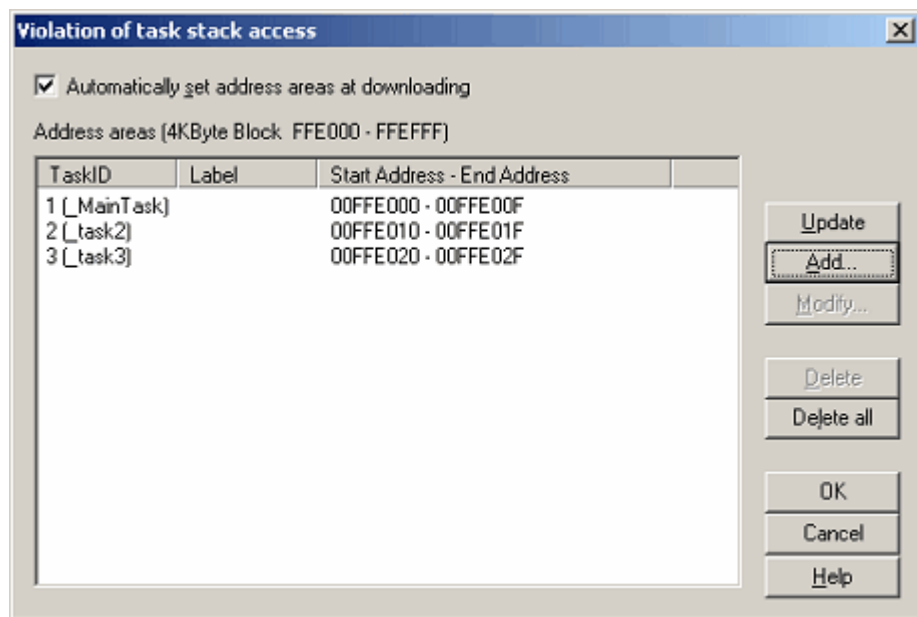 Violation of task stack access
Automatically set address areas at downloading
Address areas (4KByte Block FFE000 - FFEFFF)
TaskID Label Start Address - End Address
1 (_MainTask) 00FFE000 - 00FFE00F
2 (_task2) 00FFE010 - 00FFE01F
3 (_task3) 00FFE020 - 00FFE02F
Update
Add...
Modify...
Delete
Delete all
OK
Cancel
Help